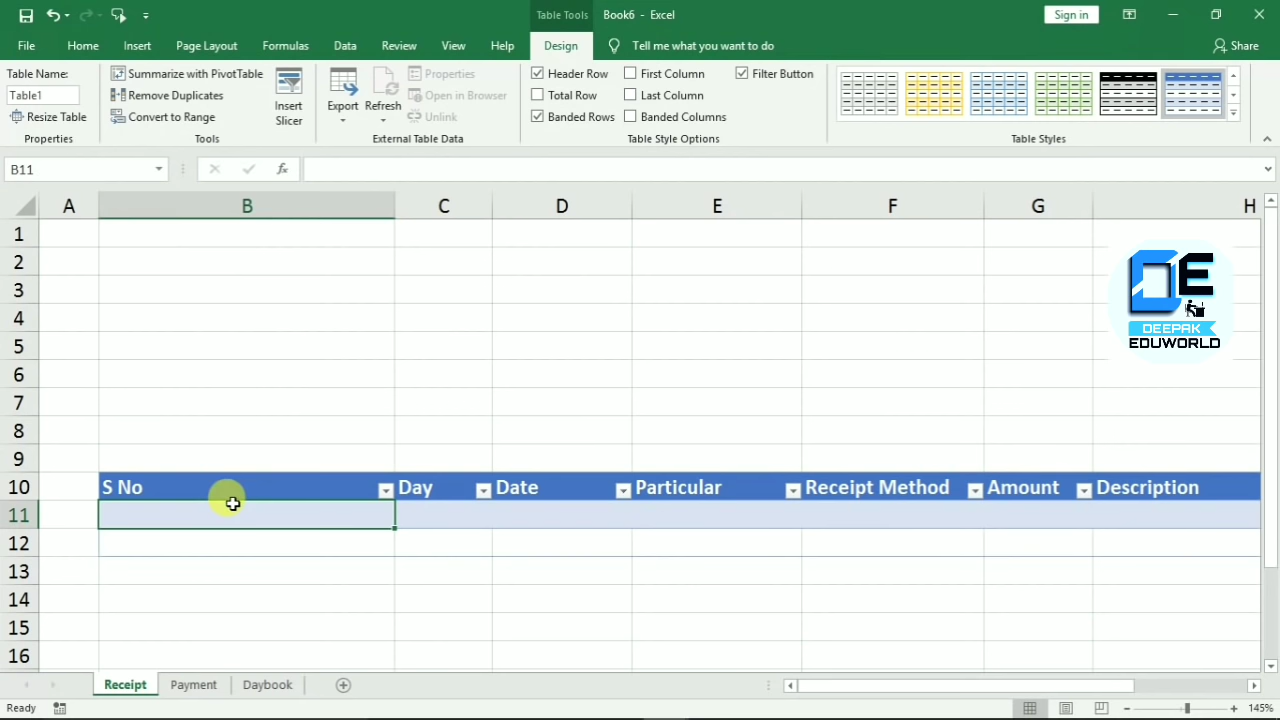 Table Tools
Book6 - Excel
Sign in
File Home Insert Page Layout Formulas Data Review View Help Design Tell me what you want to do Share
Table Name:
Table1
Resize Table
Properties
Summarize with PivotTable
Remove Duplicates
Convert to Range
Insert
Slicer
Tools
Export
Refresh
Properties
Open in Browser
Unlink
External Table Data
Header Row First Column Filter Button
Total Row Last Column
Banded Rows Banded Columns
Table Style Options
Table Styles
B11
fx
A B C D E F G H
1
2
3
4
5
6
7
8
9
10 S No Day Date Particular Receipt Method Amount Description
11
12
13
14
15
16
DE
DEEPAK
EDUWORLD
Receipt Payment Daybook
Ready
145%